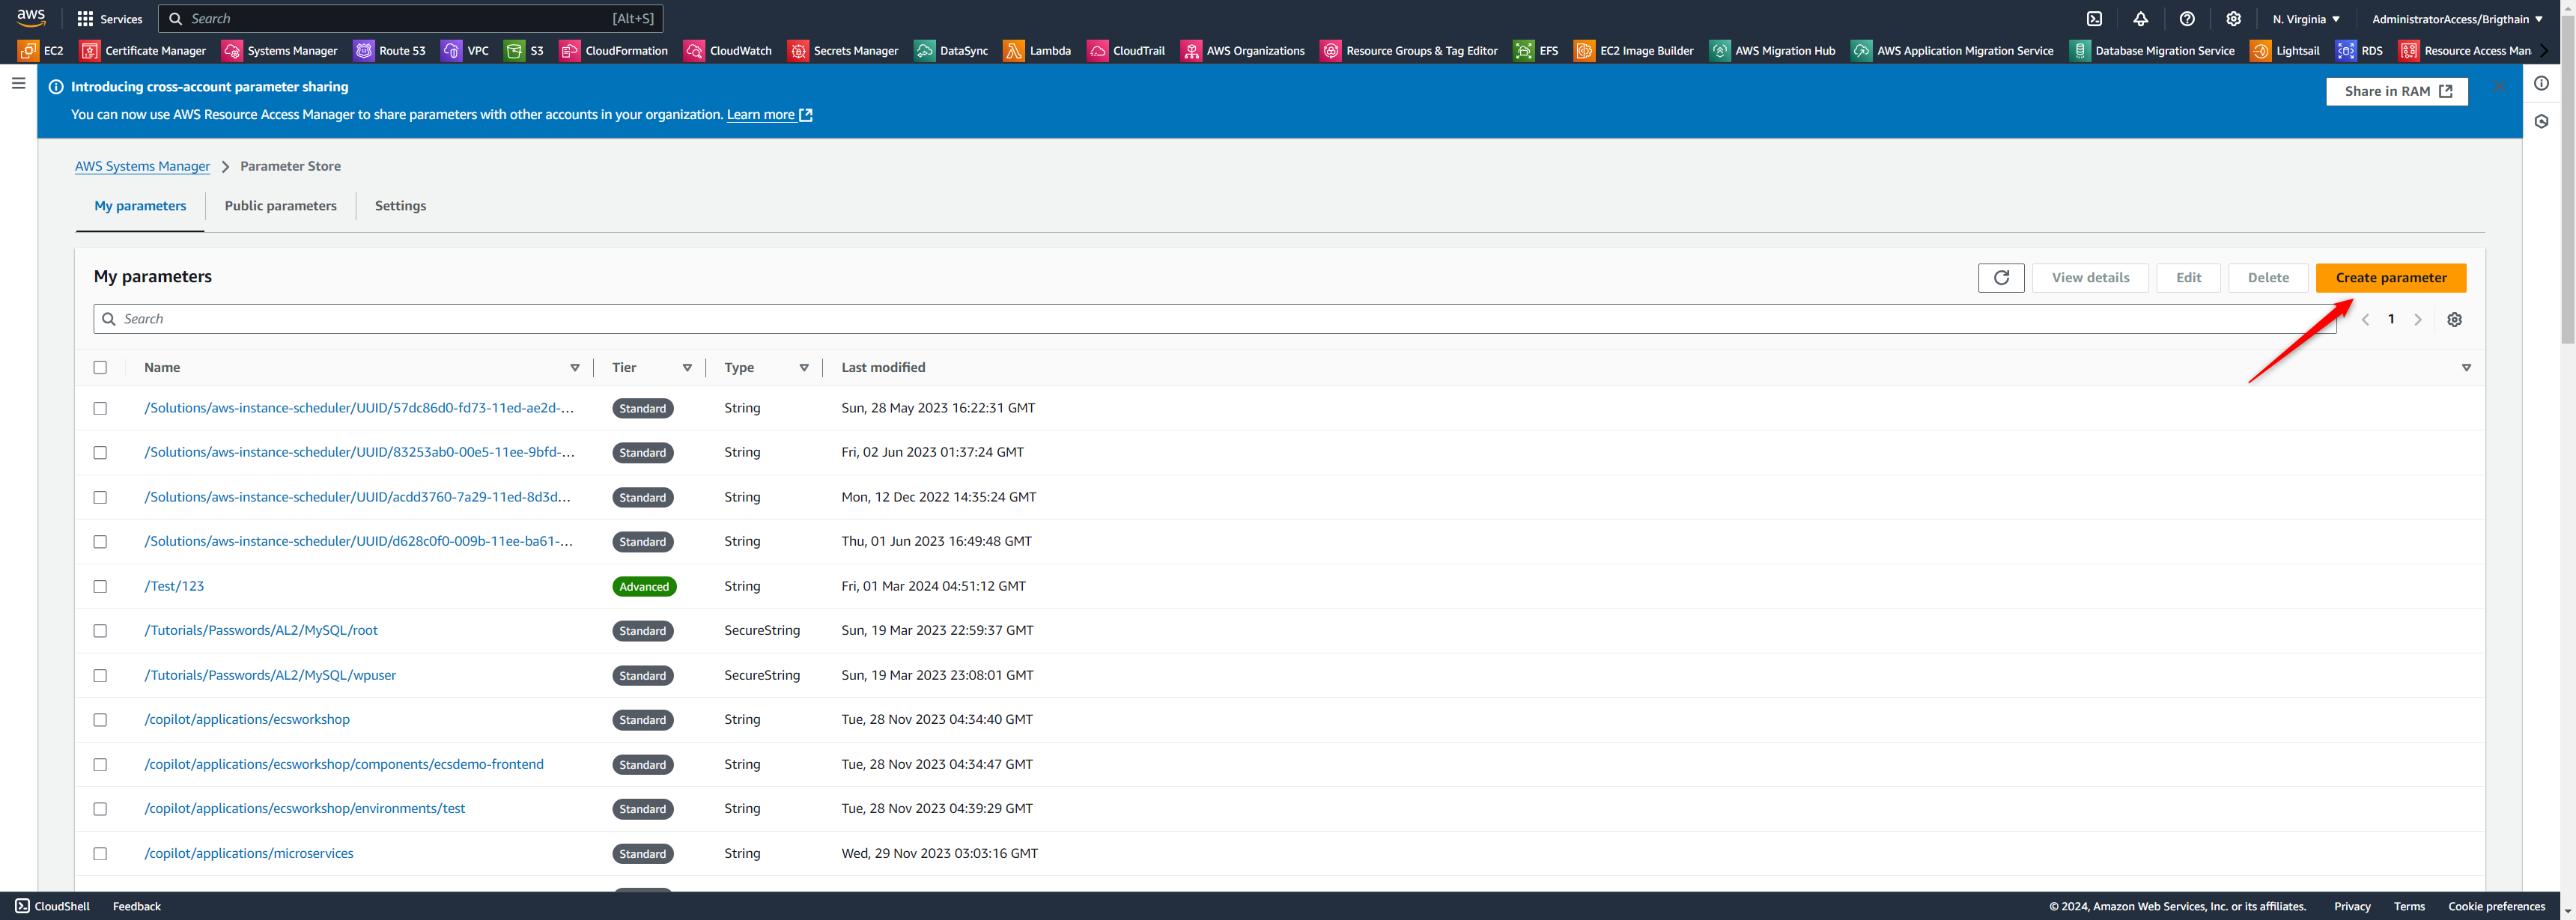 aws Services Search [Alt+S] N. Virginia AdministratorAccess/Brigthain
EC2 Certificate Manager Systems Manager Route 53 VPC S3 CloudFormation CloudWatch Secrets Manager DataSync Lambda CloudTrail AWS Organizations Resource Groups & Tag Editor EFS EC2 Image Builder AWS Migration Hub AWS Application Migration Service Database Migration Service Lightsail RDS Resource Access Man
Introducing cross-account parameter sharing
Share in RAM
You can now use AWS Resource Access Manager to share parameters with other accounts in your organization. Learn more
AWS Systems Manager > Parameter Store
My parameters Public parameters Settings
My parameters View details Edit Delete Create parameter
Search 1
Name Tier Type Last modified
/Solutions/aws-instance-scheduler/UUID/57dc86d0-fd73-11ed-ae2d-... Standard String Sun, 28 May 2023 16:22:31 GMT
/Solutions/aws-instance-scheduler/UUID/83253ab0-00e5-11ee-9bfd-... Standard String Fri, 02 Jun 2023 01:37:24 GMT
/Solutions/aws-instance-scheduler/UUID/acdd3760-7a29-11ed-8d3d... Standard String Mon, 12 Dec 2022 14:35:24 GMT
/Solutions/aws-instance-scheduler/UUID/d628c0f0-009b-11ee-ba61-... Standard String Thu, 01 Jun 2023 16:49:48 GMT
/Test/123 Advanced String Fri, 01 Mar 2024 04:51:12 GMT
/Tutorials/Passwords/AL2/MySQL/root Standard SecureString Sun, 19 Mar 2023 22:59:37 GMT
/Tutorials/Passwords/AL2/MySQL/wpuser Standard SecureString Sun, 19 Mar 2023 23:08:01 GMT
/copilot/applications/ecsworkshop Standard String Tue, 28 Nov 2023 04:34:40 GMT
/copilot/applications/ecsworkshop/components/ecsdemo-frontend Standard String Tue, 28 Nov 2023 04:34:47 GMT
/copilot/applications/ecsworkshop/environments/test Standard String Tue, 28 Nov 2023 04:39:29 GMT
/copilot/applications/microservices Standard String Wed, 29 Nov 2023 03:03:16 GMT
CloudShell Feedback © 2024, Amazon Web Services, Inc. or its affiliates. Privacy Terms Cookie preferences